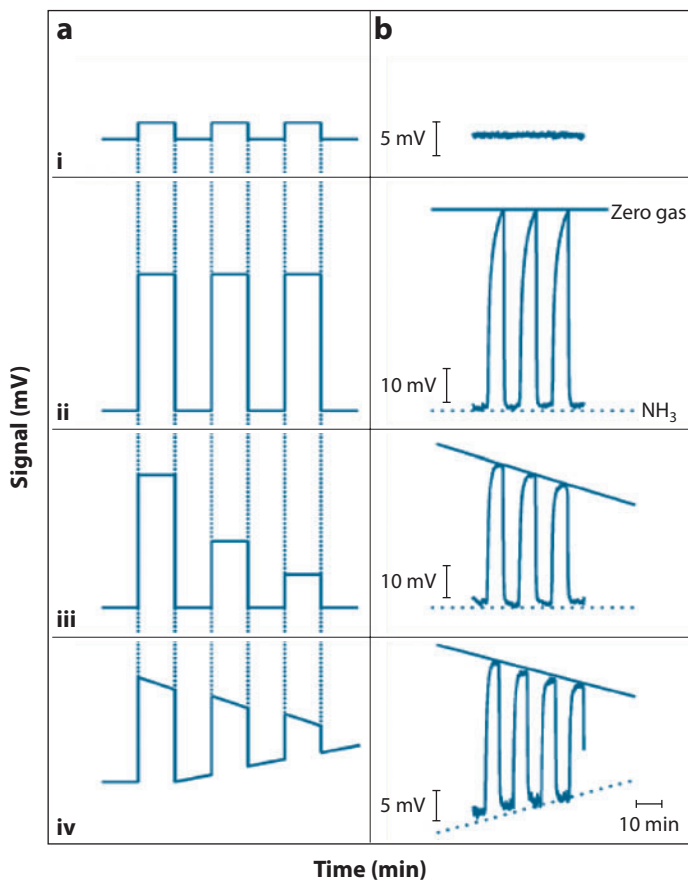 a
b
i
5 mV
Zero gas
10 mV
ii
NH₃
10 mV
iii
5 mV
10 min
iv
Signal (mV)
Time (min)